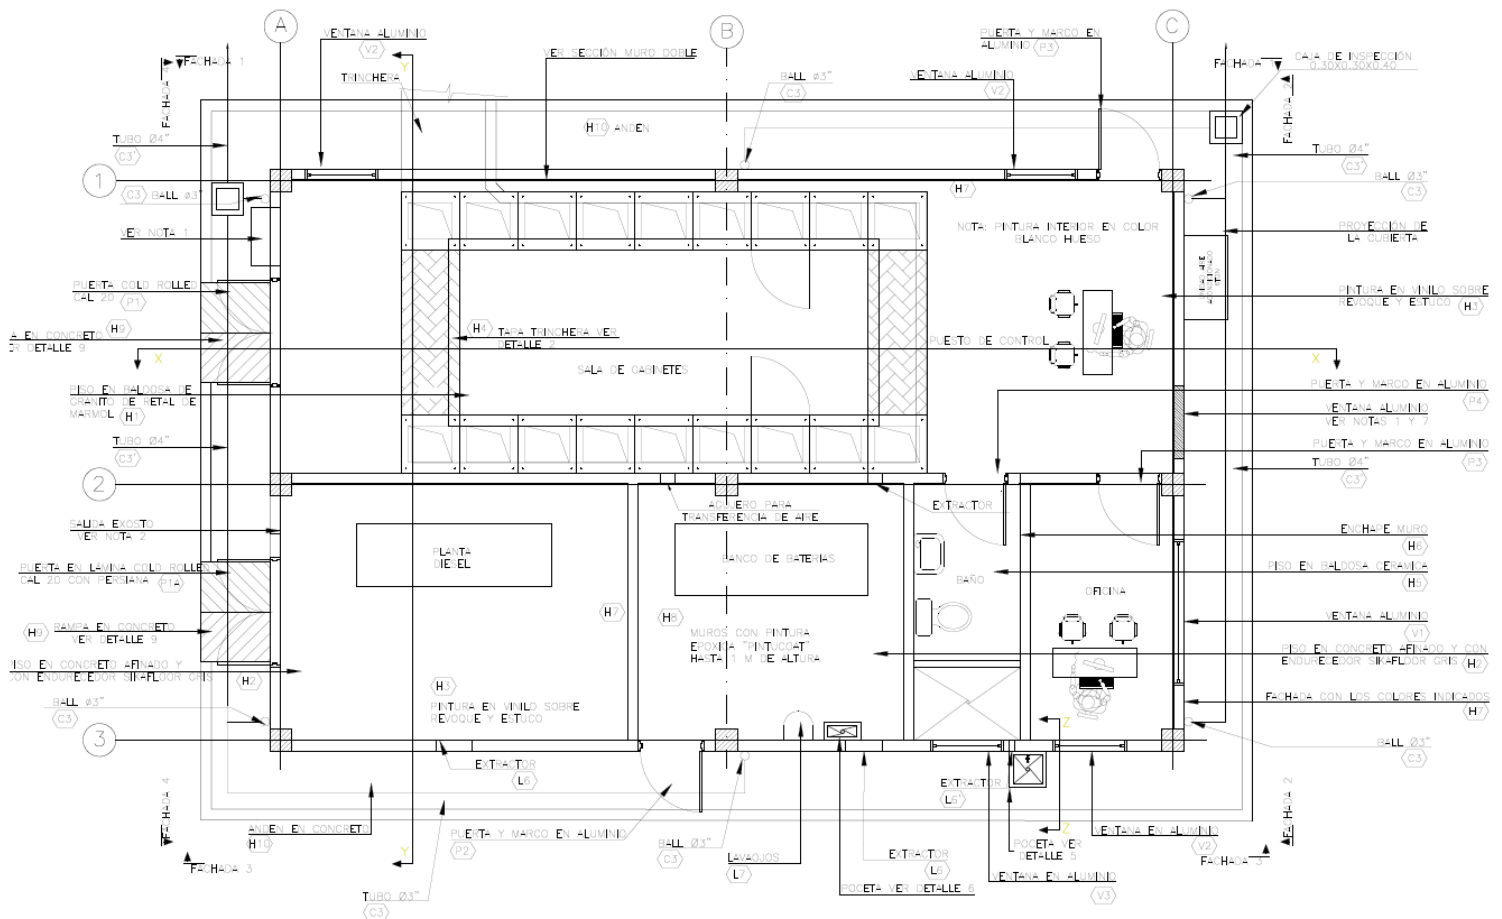 A
B
C
VENTANA ALUMINIO
V2
VER SECCIÓN MURO DOBLE
PUERTA Y MARCO EN
ALUMINIO P3
FACHADA 1
FACHADA 4
Y
TRINCHERA
BALL ø3"
C3
VENTANA ALUMINIO
V2
FACHADA 1
CAJA DE INSPECCIÓN
0.30X0.30X0.40
FACHADA 2
H10 ANDEN
TUBO Ø4"
C3'
TUBO Ø4"
C3'
1
C3 BALL ø3"
H7
BALL Ø3"
C3
VER NOTA 1
NOTA: PINTURA INTERIOR EN COLOR
BLANCO HUESO
PROYECCIÓN DE
LA CUBIERTA
PUERTA COLD ROLLED
CAL 20 P1
PINTURA EN VINILO SOBRE
REVOQUE Y ESTUCO H3
A EN CONCRETO H9
R DETALLE 9
H4 TAPA TRINCHERA VER
DETALLE 2
PUESTO DE CONTROL
X
X
SALA DE GABINETES
PISO EN BALDOSA DE
GRANITO DE RETAL DE
MARMOL H1
PUERTA Y MARCO EN ALUMINIO
P4
VENTANA ALUMINIO
VER NOTAS 1 Y 7
TUBO Ø4"
C3'
PUERTA Y MARCO EN ALUMINIO
P3
TUBO Ø4"
C3'
2
AGUJERO PARA
TRANSFERENCIA DE AIRE
EXTRACTOR
SALIDA EXOSTO
VER NOTA 2
ENCHAPE MURO
H6
PLANTA
DIESEL
BANCO DE BATERIAS
PUERTA EN LÁMINA COLD ROLLEN
CAL 20 CON PERSIANA P1A
BAÑO
PISO EN BALDOSA CERAMICA
H5
OFICINA
H7
H8
VENTANA ALUMINIO
V1
H9 RAMPA EN CONCRETO
VER DETALLE 9
MUROS CON PINTURA
EPOXICA "PINTUCOAT"
HASTA 1 M DE ALTURA
PISO EN CONCRETO AFINADO Y CON
ENDURECEDOR SIKAFLOOR GRIS H2
PISO EN CONCRETO AFINADO Y
CON ENDURECEDOR SIKAFLOOR GRIS
H2
H3
PINTURA EN VINILO SOBRE
REVOQUE Y ESTUCO
FACHADA CON LOS COLORES INDICADOS
H7
BALL ø3"
C3
Z
3
BALL Ø3"
C3
EXTRACTOR
L6
EXTRACTOR
L6'
FACHADA 4
FACHADA 2
ANDEN EN CONCRETO
H10
PUERTA Y MARCO EN ALUMINIO
P2
BALL Ø3"
C3
LAVAOJOS
L7
EXTRACTOR
L6
POCETA VER
DETALLE 5
Z
VENTANA EN ALUMINIO
V2
Y
FACHADA 3
FACHADA 3
VENTANA EN ALUMINIO
V3
POCETA VER DETALLE 6
TUBO Ø3"
C3